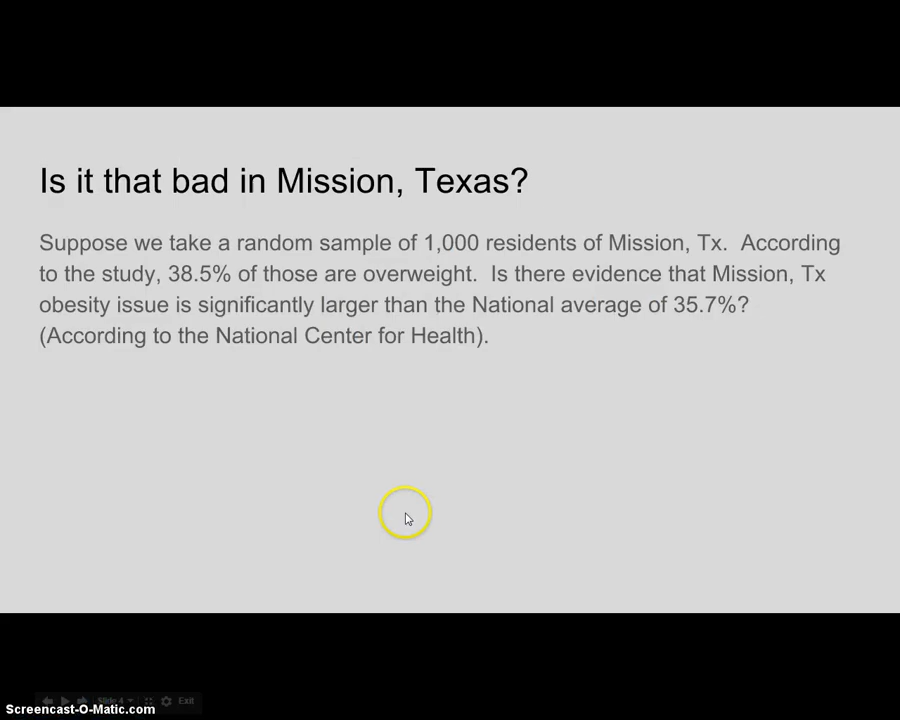 Is it that bad in Mission, Texas?
Suppose we take a random sample of 1,000 residents of Mission, Tx.  According
to the study, 38.5% of those are overweight.  Is there evidence that Mission, Tx
obesity issue is significantly larger than the National average of 35.7%?
(According to the National Center for Health).
Slide 4
Exit
Screencast-O-Matic.com